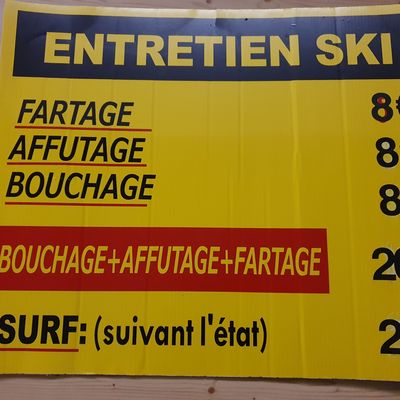 ENTRETIEN SKI
FARTAGE 8€
AFFUTAGE 8
BOUCHAGE 8
BOUCHAGE+AFFUTAGE+FARTAGE 20
SURF: (suivant l'état) 2